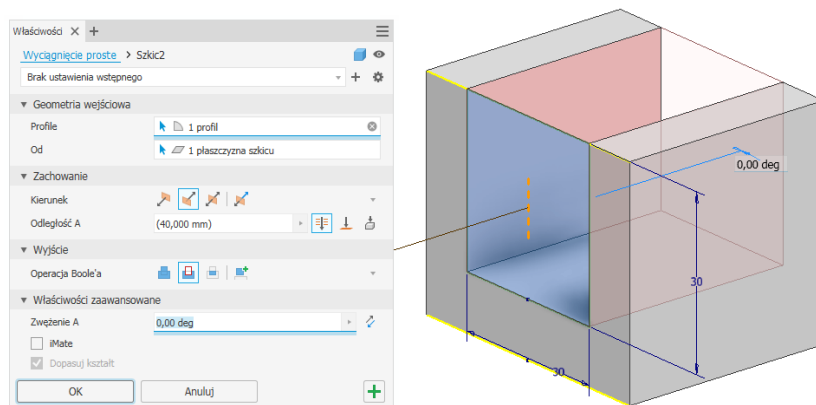 Właściwości × +
Wyciągnięcie proste > Szkic2
Brak ustawienia wstępnego
Geometria wejściowa
Profile 1 profil
Od 1 płaszczyzna szkicu
Zachowanie
Kierunek
Odległość A (40,000 mm)
Wyjście
Operacja Boole'a
Właściwości zaawansowane
Zwężenie A 0,00 deg
iMate
Dopasuj kształt
OK Anuluj
0,00 deg
30
30